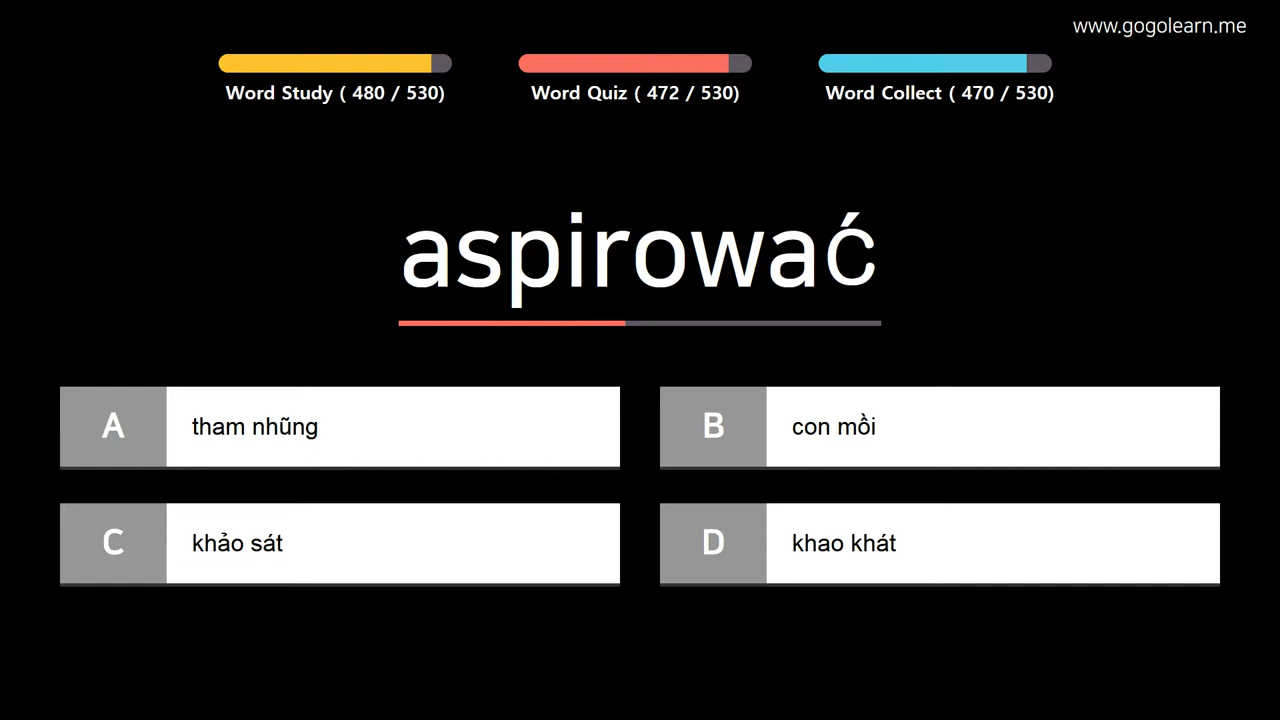 www.gogolearn.me
Word Study ( 480 / 530)
Word Quiz ( 472 / 530)
Word Collect ( 470 / 530)
aspirować
A tham nhũng
B con mồi
C khảo sát
D khao khát